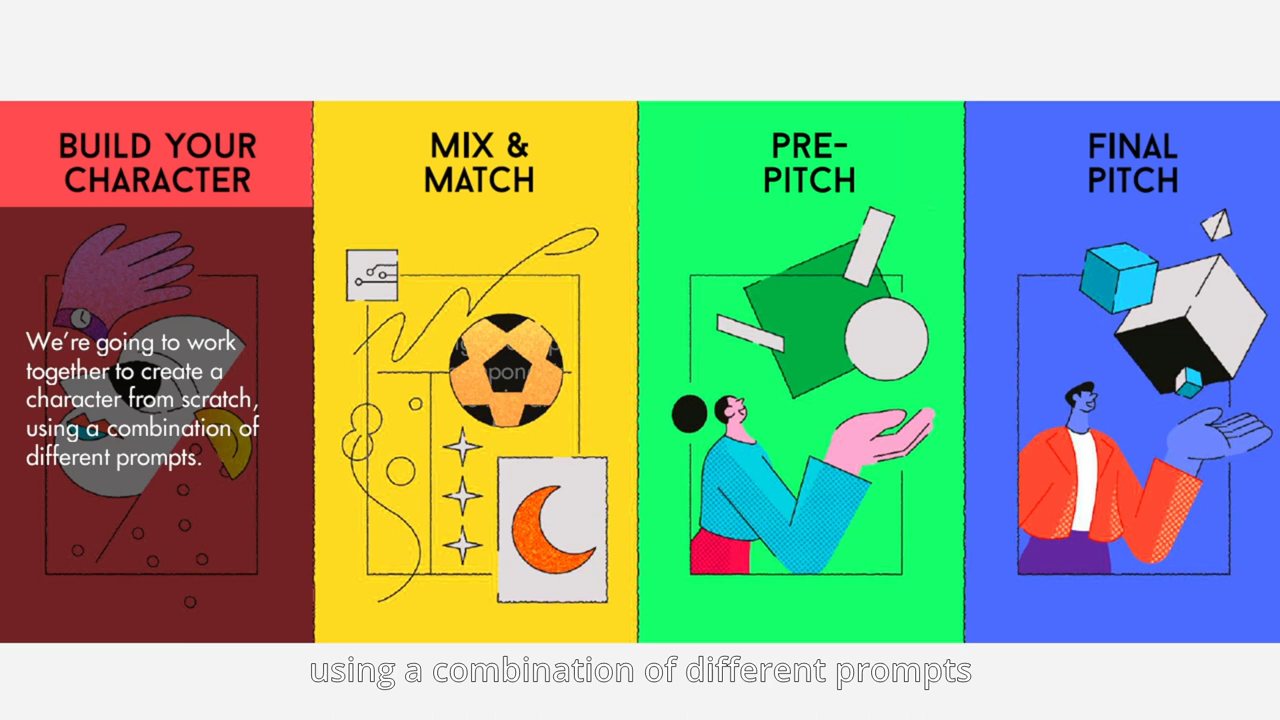 BUILD YOUR
CHARACTER
We're going to work
together to create a
character from scratch,
using a combination of
different prompts.
MIX &
MATCH
PRE-
PITCH
FINAL
PITCH
using a combination of different prompts